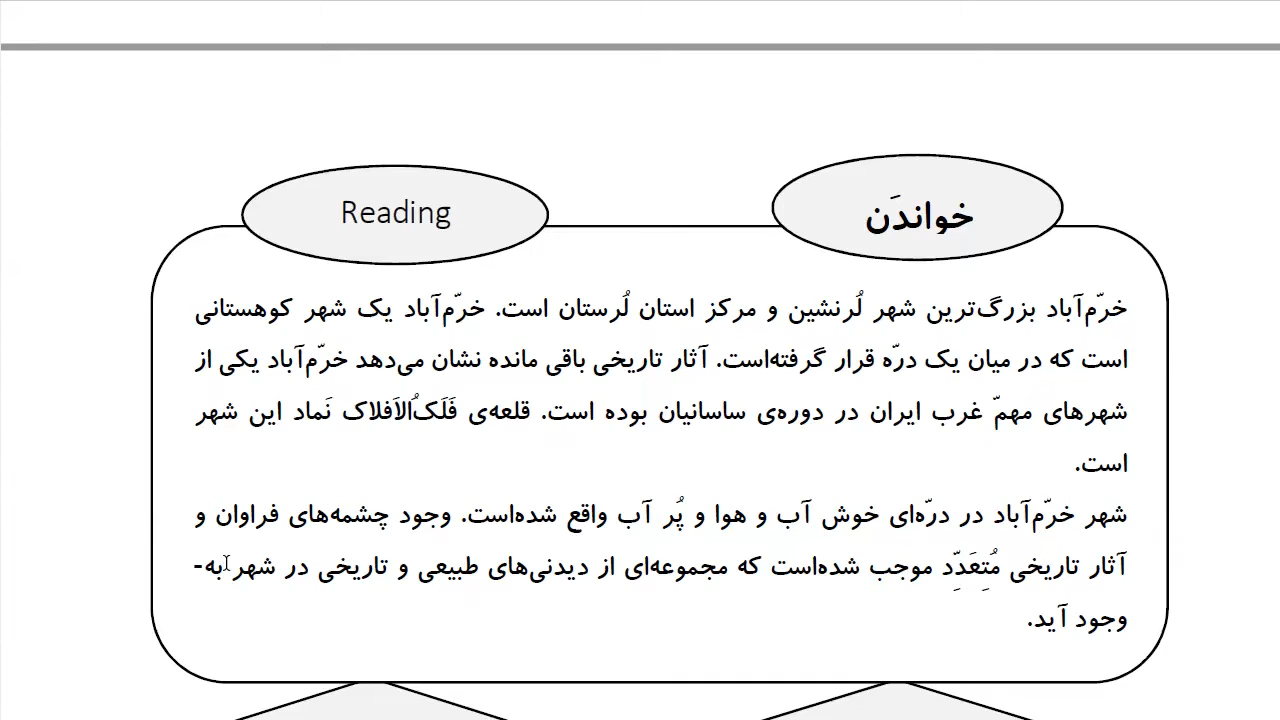 خواندَن
Reading
خرّم‌آباد بزرگ‌ترین شهر لُرنشین و مرکز استان لُرستان است. خرّم‌آباد یک شهر کوهستانی
است که در میان یک درّه قرار گرفته‌است. آثار تاریخی باقی مانده نشان می‌دهد خرّم‌آباد یکی از
شهرهای مهمّ غرب ایران در دوره‌ی ساسانیان بوده است. قلعه‌ی فَلَک‌ُالاَفلاک نَماد این شهر
است.
شهر خرّم‌آباد در درّه‌ای خوش آب و هوا و پُر آب واقع شده‌است. وجود چشمه‌های فراوان و
آثار تاریخی مُتِعَدِّد موجب شده‌است که مجموعه‌ای از دیدنی‌های طبیعی و تاریخی در شهر به-
وجود آید.